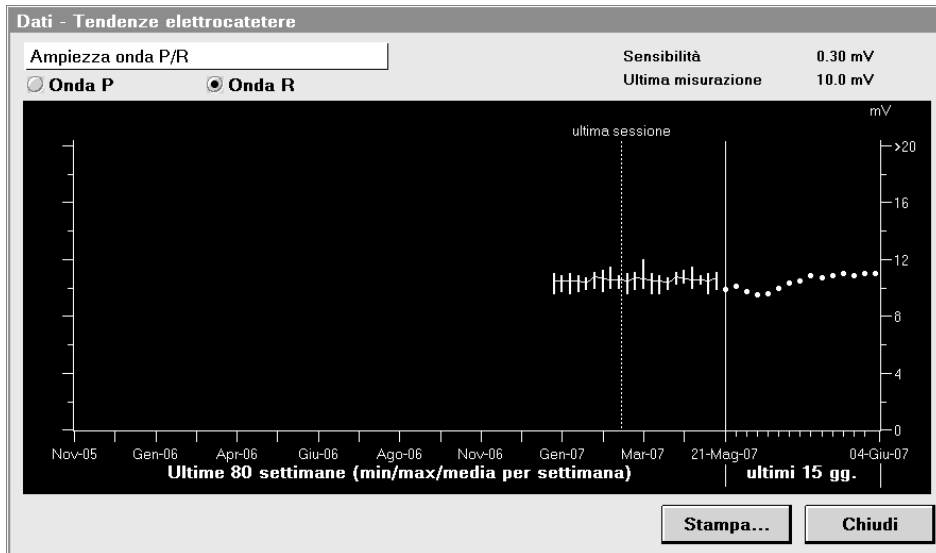 Dati - Tendenze elettrocatetere
Ampiezza onda P/R
Sensibilità 0.30 mV
Onda P Onda R
Ultima misurazione 10.0 mV
mV
ultima sessione
>20
16
12
8
4
0
Nov-05 Gen-06 Apr-06 Giu-06 Ago-06 Nov-06 Gen-07 Mar-07 21-Mag-07 04-Giu-07
Ultime 80 settimane (min/max/media per settimana) ultimi 15 gg.
Stampa... Chiudi